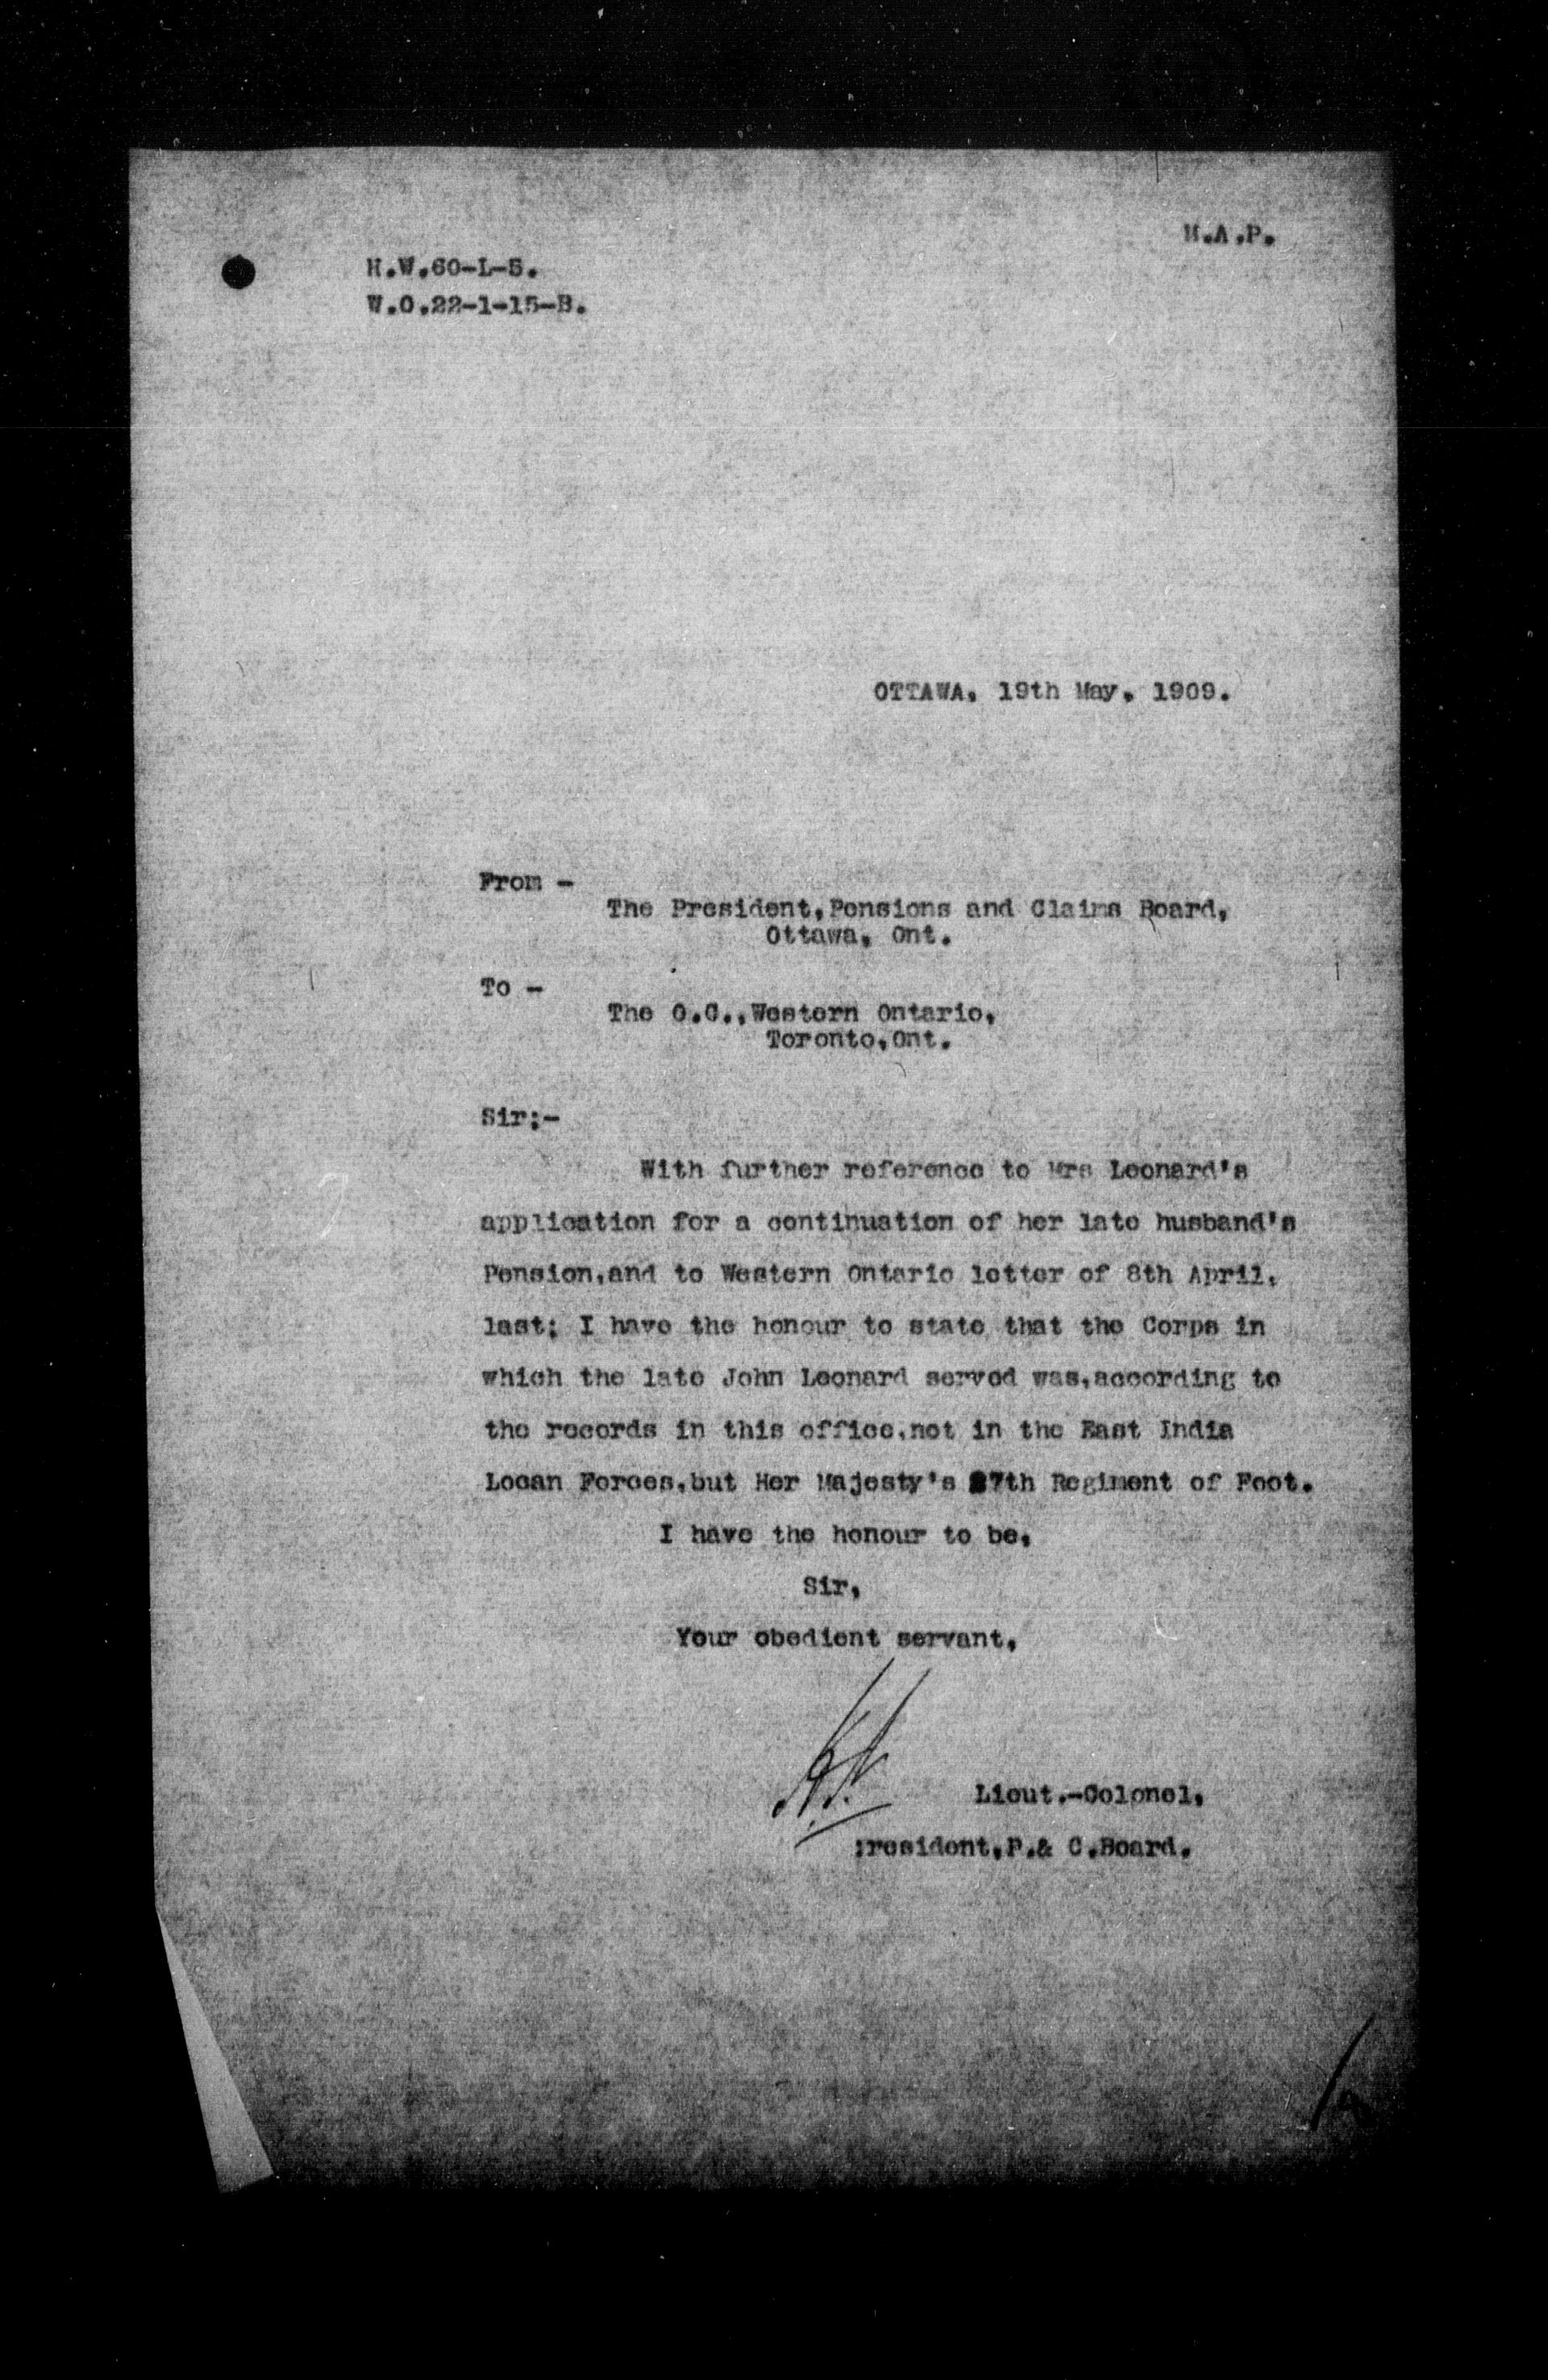 M.A.P.
H.W.60-L-5.
W.O.22-1-15-B.
OTTAWA, 19th May, 1909.
From -
The President,Pensions and Claims Board,
Ottawa, Ont.
To -
The O.C.,Western Ontario,
Toronto,Ont.
Sir:-
With further reference to Mrs Leonard's
application for a continuation of her late husband's
Pension,and to Western Ontario letter of 8th April,
last; I have the honour to state that the Corps in
which the late John Leonard served was,according to
the records in this office,not in the East India
Locan Forces,but Her Majesty's 27th Regiment of Foot.
I have the honour to be,
Sir,
Your obedient servant,
Lieut.-Colonel,
President,P.& C.Board.